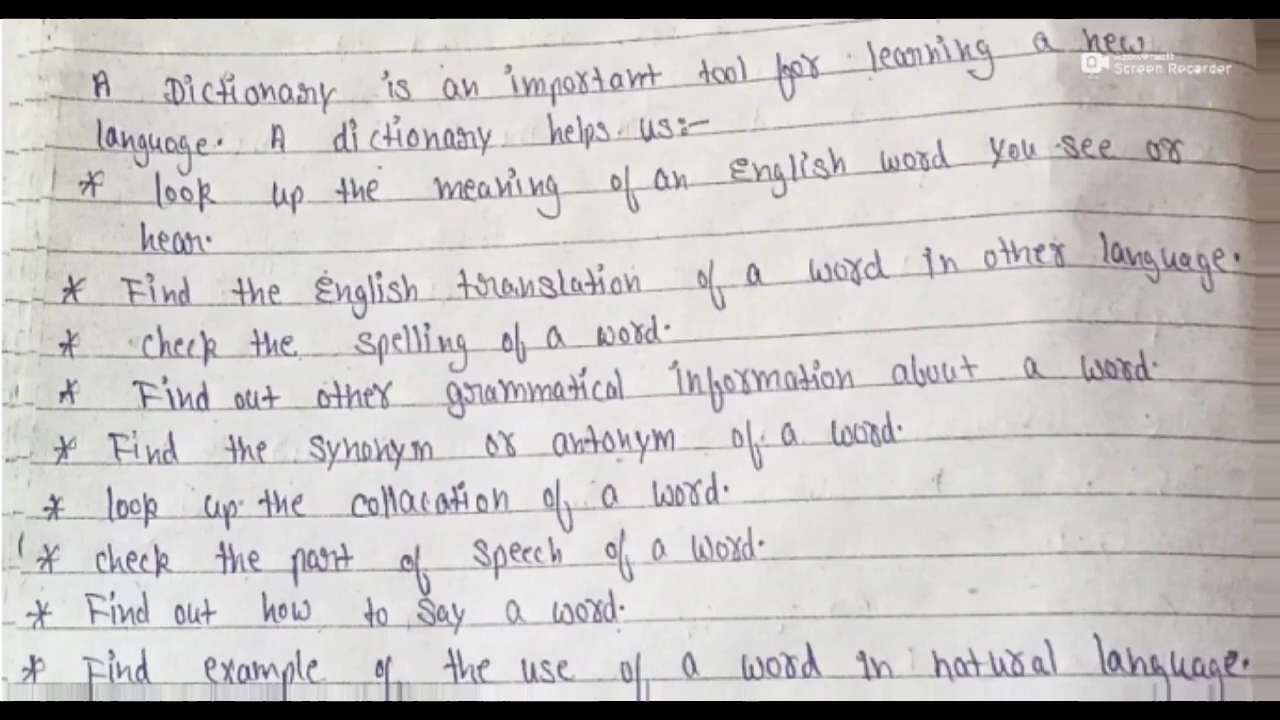 A Dictionary is an important tool for learning a new
Screen Recorder
language. A dictionary helps us:-
* look up the meaning of an English word you see or
hear.
* Find the English translation of a word in other language.
* check the spelling of a word.
* Find out other grammatical information about a word.
* Find the synonym or antonym of a word.
* look up the collacation of a word.
* check the part of speech of a word.
* Find out how to say a word.
* Find example of the use of a word in natural language.